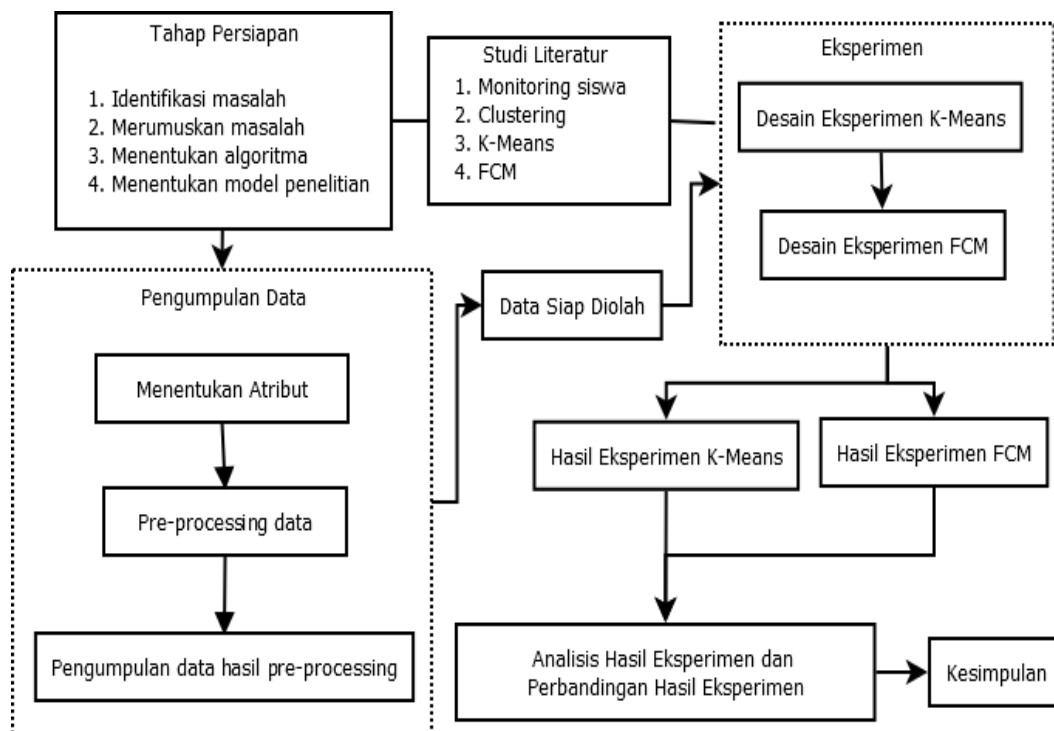 Tahap Persiapan
1. Identifikasi masalah
2. Merumuskan masalah
3. Menentukan algoritma
4. Menentukan model penelitian
Studi Literatur
1. Monitoring siswa
2. Clustering
3. K-Means
4. FCM
Eksperimen
Desain Eksperimen K-Means
Desain Eksperimen FCM
Pengumpulan Data
Menentukan Atribut
Pre-processing data
Pengumpulan data hasil pre-processing
Data Siap Diolah
Hasil Eksperimen K-Means
Hasil Eksperimen FCM
Analisis Hasil Eksperimen dan
Perbandingan Hasil Eksperimen
Kesimpulan